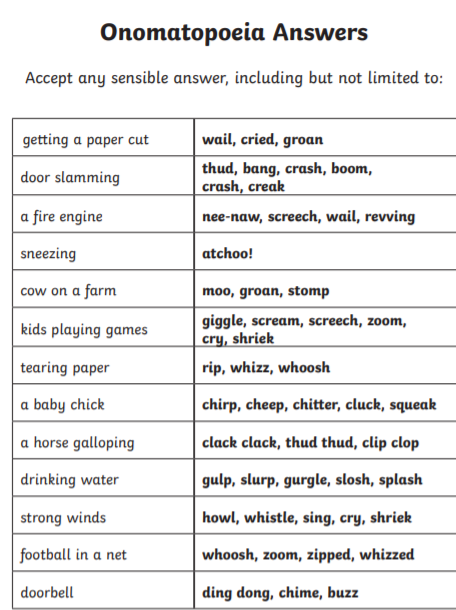 Onomatopoeia Answers
Accept any sensible answer, including but not limited to:
getting a paper cut wail, cried, groan
door slamming thud, bang, crash, boom,
crash, creak
a fire engine nee-naw, screech, wail, revving
sneezing atchoo!
cow on a farm moo, groan, stomp
kids playing games giggle, scream, screech, zoom,
cry, shriek
tearing paper rip, whizz, whoosh
a baby chick chirp, cheep, chitter, cluck, squeak
a horse galloping clack clack, thud thud, clip clop
drinking water gulp, slurp, gurgle, slosh, splash
strong winds howl, whistle, sing, cry, shriek
football in a net whoosh, zoom, zipped, whizzed
doorbell ding dong, chime, buzz